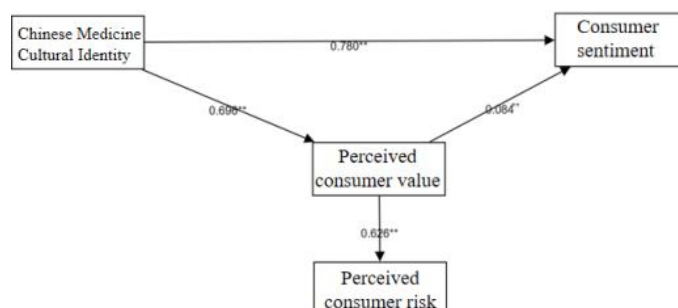 Chinese Medicine
Cultural Identity
Consumer
sentiment
0.780**
0.696**
0.084**
Perceived
consumer value
0.626**
Perceived
consumer risk